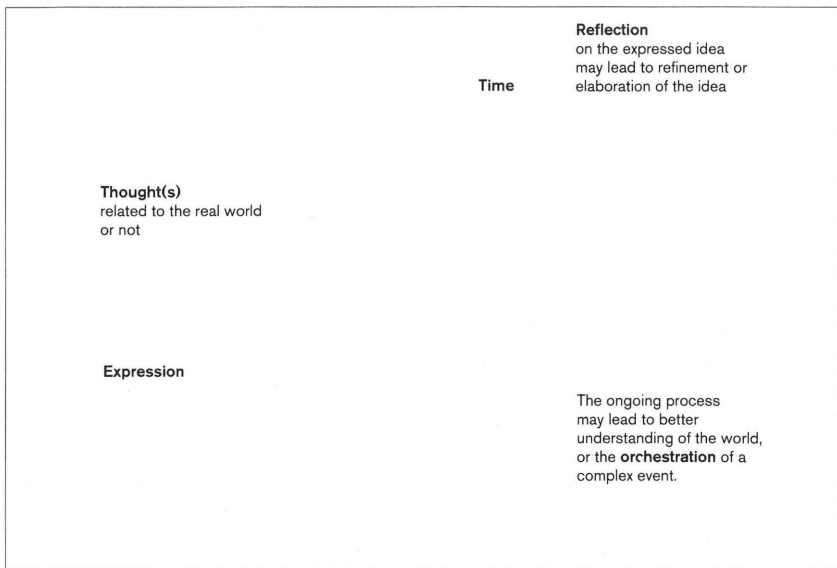 Reflection
on the expressed idea
may lead to refinement or
elaboration of the idea
Time
Thought(s)
related to the real world
or not
Expression
The ongoing process
may lead to better
understanding of the world,
or the orchestration of a
complex event.